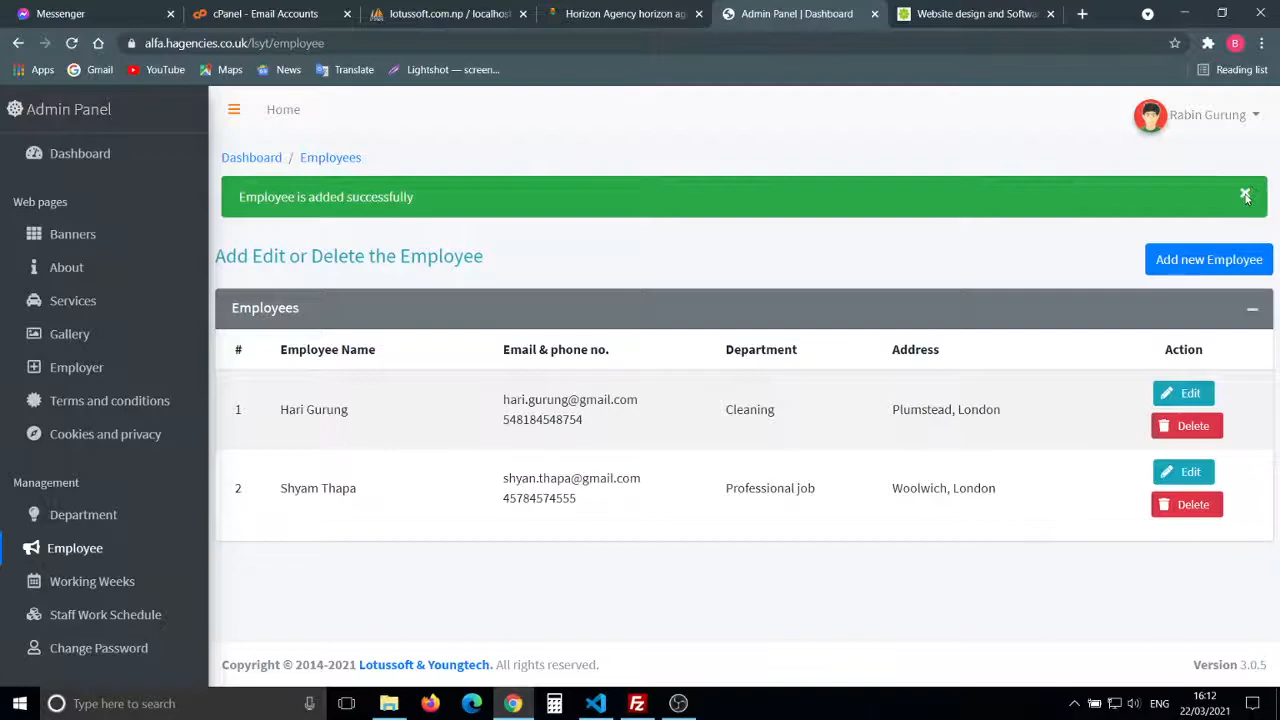 Messenger
cPanel - Email Accounts
lotussoft.com.np / localhos
Horizon Agency horizon ag
Admin Panel | Dashboard
Website design and Softwa
alfa.hagencies.co.uk/lsyt/employee
B
Apps
Gmail
YouTube
Maps
News
Translate
Lightshot — screen...
Reading list
Admin Panel
Home
Rabin Gurung
Dashboard
Dashboard / Employees
Employee is added successfully
Web pages
Banners
About
Services
Gallery
Employer
Terms and conditions
Cookies and privacy
Management
Department
Employee
Working Weeks
Staff Work Schedule
Change Password
Add Edit or Delete the Employee
Add new Employee
Employees
# Employee Name Email & phone no. Department Address Action
1 Hari Gurung hari.gurung@gmail.com Cleaning Plumstead, London Edit
548184548754 Delete
2 Shyam Thapa shyan.thapa@gmail.com Professional job Woolwich, London Edit
45784574555 Delete
Copyright © 2014-2021 Lotussoft & Youngtech. All rights reserved.
Version 3.0.5
Type here to search
Fz
ENG
16:12
22/03/2021